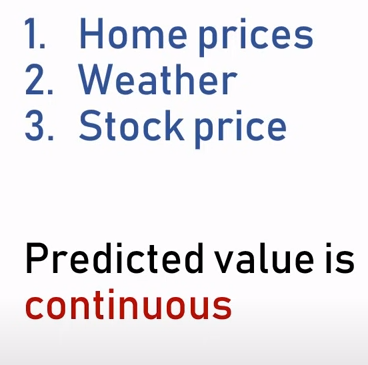 1. Home prices
2. Weather
3. Stock price
Predicted value is
continuous